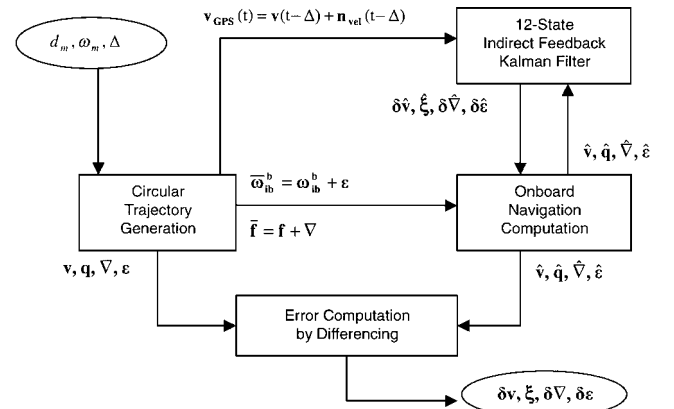 v_GPS (t) = v(t− Δ) + n_vel (t− Δ)
12-State
Indirect Feedback
Kalman Filter
d_m , ω_m , Δ
δv̂, ξ̂, δ∇̂, δε̂
v̂, q̂, ∇̂, ε̂
Circular
Trajectory
Generation
ω̅_ib^b = ω_ib^b + ε
f̅ = f + ∇
Onboard
Navigation
Computation
v, q, ∇, ε
v̂, q̂, ∇̂, ε̂
Error Computation
by Differencing
δv, ξ, δ∇, δε